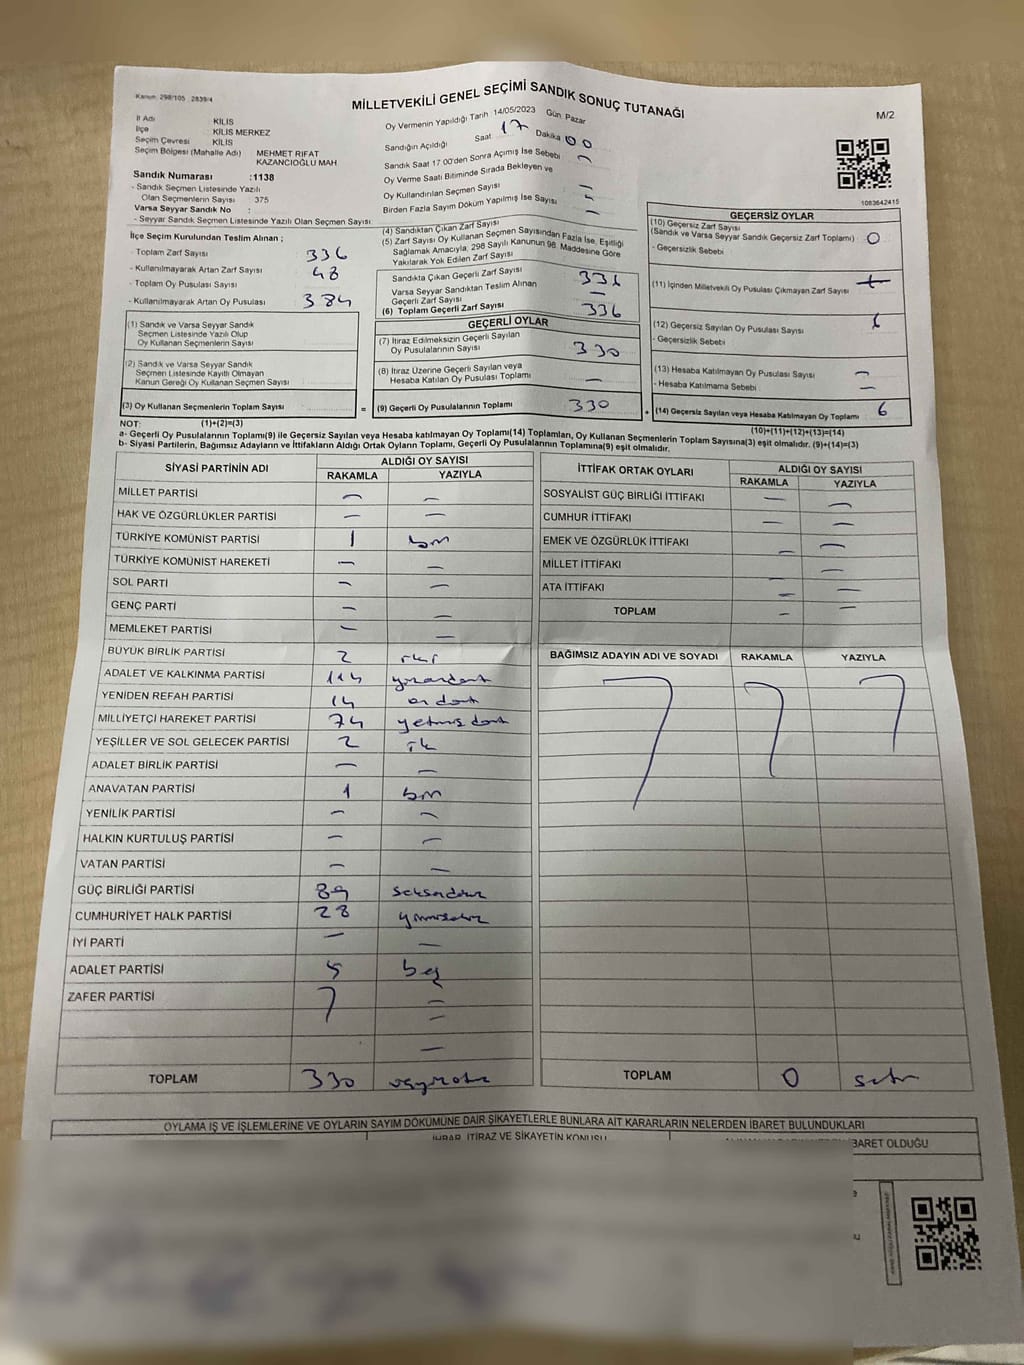 Kanun: 298/105 2839/4
MİLLETVEKİLİ GENEL SEÇİMİ SANDIK SONUÇ TUTANAĞI
M/2
İl Adı KİLİS
İlçe KİLİS MERKEZ
Seçim Çevresi KİLİS
Seçim Bölgesi (Mahalle Adı) MEHMET RIFAT KAZANCIOĞLU MAH
Sandık Numarası :1138
- Sandık Seçmen Listesinde Yazılı
Olan Seçmenlerin Sayısı : 375
Varsa Seyyar Sandık No :
- Seyyar Sandık Seçmen Listesinde Yazılı Olan Seçmen Sayısı:
Oy Vermenin Yapıldığı Tarih 14/05/2023 Gün Pazar
Sandığın Açıldığı Saat 17 Dakika 00
Sandık Saat 17.00'den Sonra Açımış İse Sebebi —
Oy Verme Saati Bitiminde Sırada Bekleyen ve
Oy Kullandırılan Seçmen Sayısı —
Birden Fazla Sayım Döküm Yapılmış İse Sayısı —
1083642415
İlçe Seçim Kurulundan Teslim Alınan ;
- Toplam Zarf Sayısı 336
- Kullanılmayarak Artan Zarf Sayısı 48
- Toplam Oy Pusulası Sayısı
- Kullanılmayarak Artan Oy Pusulası 384
(1) Sandık ve Varsa Seyyar Sandık
Seçmen Listesinde Yazılı Olup
Oy Kullanan Seçmenlerin Sayısı
(2) Sandık ve Varsa Seyyar Sandık
Seçmen Listesinde Kayıtlı Olmayan
Kanun Gereği Oy Kullanan Seçmen Sayısı
(3) Oy Kullanan Seçmenlerin Toplam Sayısı
(1)+(2)=(3)
(4) Sandıktan Çıkan Zarf Sayısı
(5) Zarf Sayısı Oy Kullanan Seçmen Sayısından Fazla İse, Eşitliği
Sağlamak Amacıyla, 298 Sayılı Kanunun 98. Maddesine Göre
Yakılarak Yok Edilen Zarf Sayısı
Sandıkta Çıkan Geçerli Zarf Sayısı 336
Varsa Seyyar Sandıktan Teslim Alınan
Geçerli Zarf Sayısı —
(6) Toplam Geçerli Zarf Sayısı 336
GEÇERLİ OYLAR
(7) İtiraz Edilmeksizin Geçerli Sayılan
Oy Pusulalarının Sayısı 330
(8) İtiraz Üzerine Geçerli Sayılan veya
Hesaba Katılan Oy Pusulası Toplamı —
= (9) Geçerli Oy Pusulalarının Toplamı 330
GEÇERSİZ OYLAR
(10) Geçersiz Zarf Sayısı
(Sandık ve Varsa Seyyar Sandık Geçersiz Zarf Toplamı) 0
- Geçersizlik Sebebi
(11) İçinden Milletvekili Oy Pusulası Çıkmayan Zarf Sayısı
(12) Geçersiz Sayılan Oy Pusulası Sayısı 6
- Geçersizlik Sebebi
(13) Hesaba Katılmayan Oy Pusulası Sayısı —
- Hesaba Katılmama Sebebi —
+ (14) Geçersiz Sayılan veya Hesaba Katılmayan Oy Toplamı 6
(10)+(11)+(12)+(13)=(14)
NOT:
a- Geçerli Oy Pusulalarının Toplamı(9) ile Geçersiz Sayılan veya Hesaba katılmayan Oy Toplamı(14) Toplamları, Oy Kullanan Seçmenlerin Toplam Sayısına(3) eşit olmalıdır. (9)+(14)=(3)
b- Siyasi Partilerin, Bağımsız Adayların ve İttifakların Aldığı Ortak Oyların Toplamı, Geçerli Oy Pusulalarının Toplamına(9) eşit olmalıdır.
SİYASİ PARTİNİN ADI ALDIĞI OY SAYISI
RAKAMLA YAZIYLA
MİLLET PARTİSİ — —
HAK VE ÖZGÜRLÜKLER PARTİSİ — —
TÜRKİYE KOMÜNİST PARTİSİ 1 bir
TÜRKİYE KOMÜNİST HAREKETİ — —
SOL PARTİ — —
GENÇ PARTİ — —
MEMLEKET PARTİSİ — —
BÜYÜK BİRLİK PARTİSİ 2 iki
ADALET VE KALKINMA PARTİSİ 114
YENİDEN REFAH PARTİSİ 14 on dört
MİLLİYETÇİ HAREKET PARTİSİ 74 yetmiş dört
YEŞİLLER VE SOL GELECEK PARTİSİ 2 iki
ADALET BİRLİK PARTİSİ — —
ANAVATAN PARTİSİ 1 bir
YENİLİK PARTİSİ — —
HALKIN KURTULUŞ PARTİSİ — —
VATAN PARTİSİ — —
GÜÇ BİRLİĞİ PARTİSİ 89
CUMHURİYET HALK PARTİSİ 28
İYİ PARTİ — —
ADALET PARTİSİ 5 beş
ZAFER PARTİSİ —
TOPLAM 330
İTTİFAK ORTAK OYLARI ALDIĞI OY SAYISI
RAKAMLA YAZIYLA
SOSYALİST GÜÇ BİRLİĞİ İTTİFAKI — —
CUMHUR İTTİFAKI — —
EMEK VE ÖZGÜRLÜK İTTİFAKI — —
MİLLET İTTİFAKI — —
ATA İTTİFAKI — —
TOPLAM — —
BAĞIMSIZ ADAYIN ADI VE SOYADI RAKAMLA YAZIYLA
TOPLAM 0 sıfır
OYLAMA İŞ VE İŞLEMLERİNE VE OYLARIN SAYIM DÖKÜMÜNE DAİR ŞİKAYETLERLE BUNLARA AİT KARARLARIN NELERDEN İBARET BULUNDUKLARI
İHBAR, İTİRAZ VE ŞİKAYETİN KONUSU
İBARET OLDUĞU